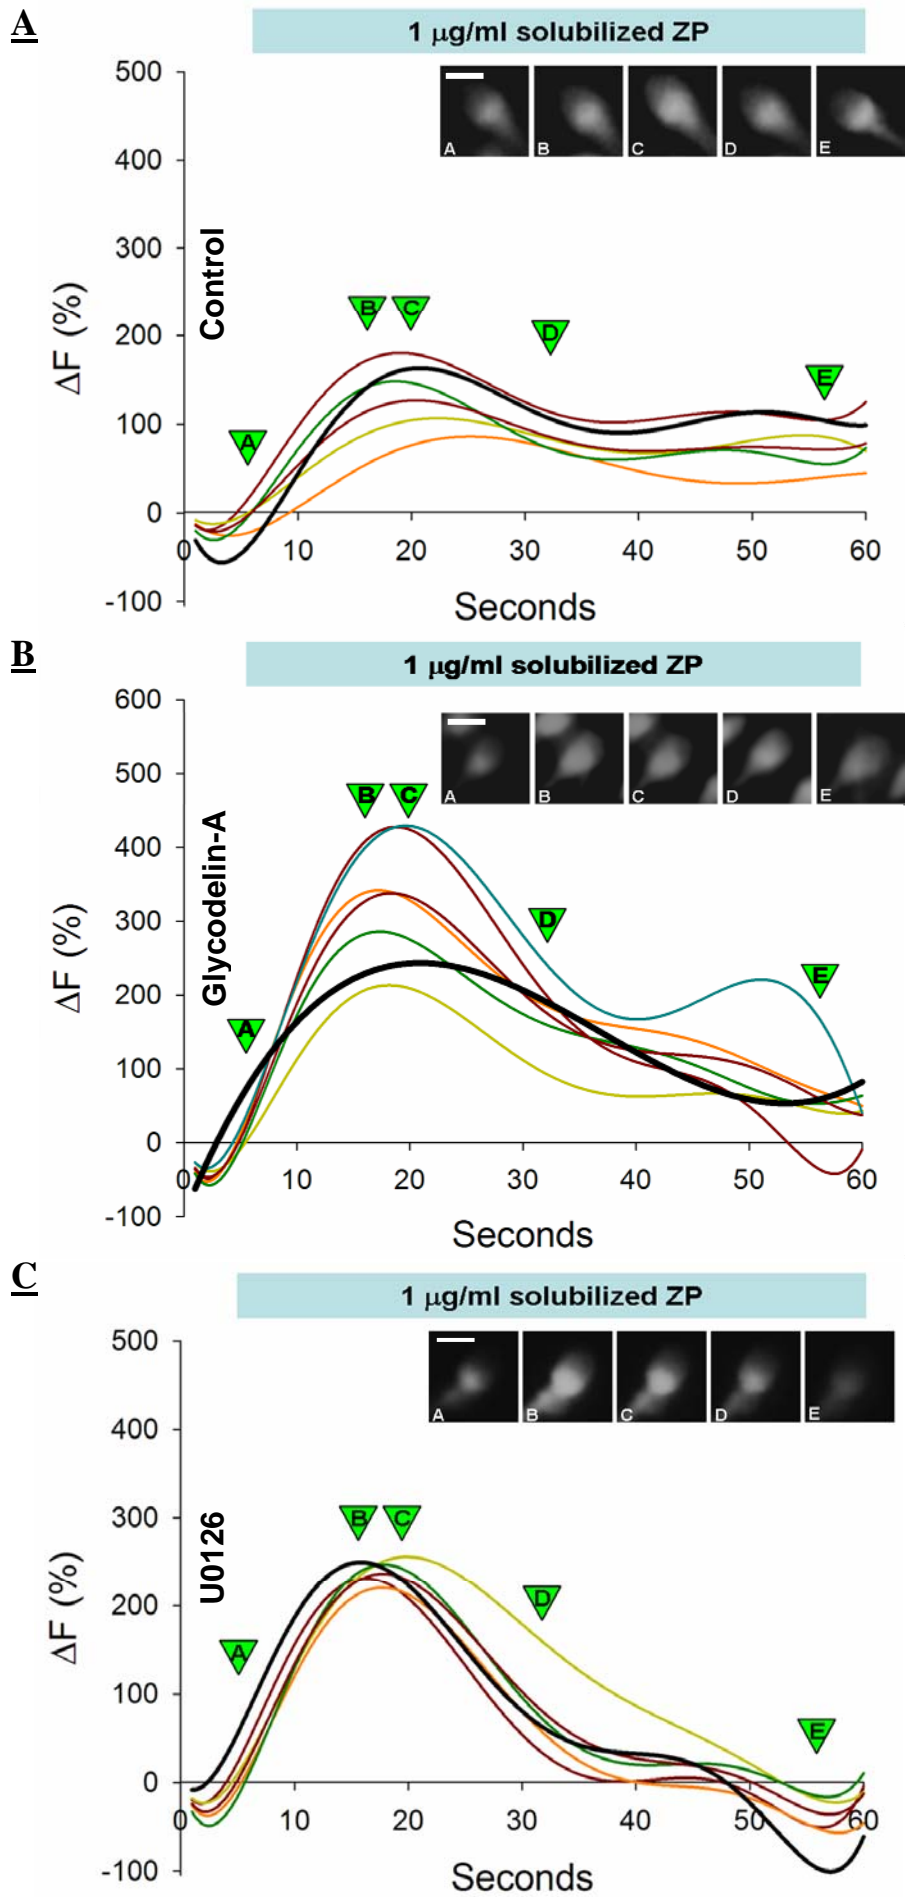 A
1 μg/ml solubilized ZP
500
400
300
200
100
0
-100
ΔF (%)
Control
A B C D E
B C
D
E
A
0 10 20 30 40 50 60
Seconds
B
1 μg/ml solubilized ZP
600
500
400
300
200
100
0
-100
ΔF (%)
Glycodelin-A
A B C D E
B C
D
E
A
0 10 20 30 40 50 60
Seconds
C
1 μg/ml solubilized ZP
500
400
300
200
100
0
-100
ΔF (%)
U0126
A B C D E
B C
D
A
E
0 10 20 30 40 50 60
Seconds